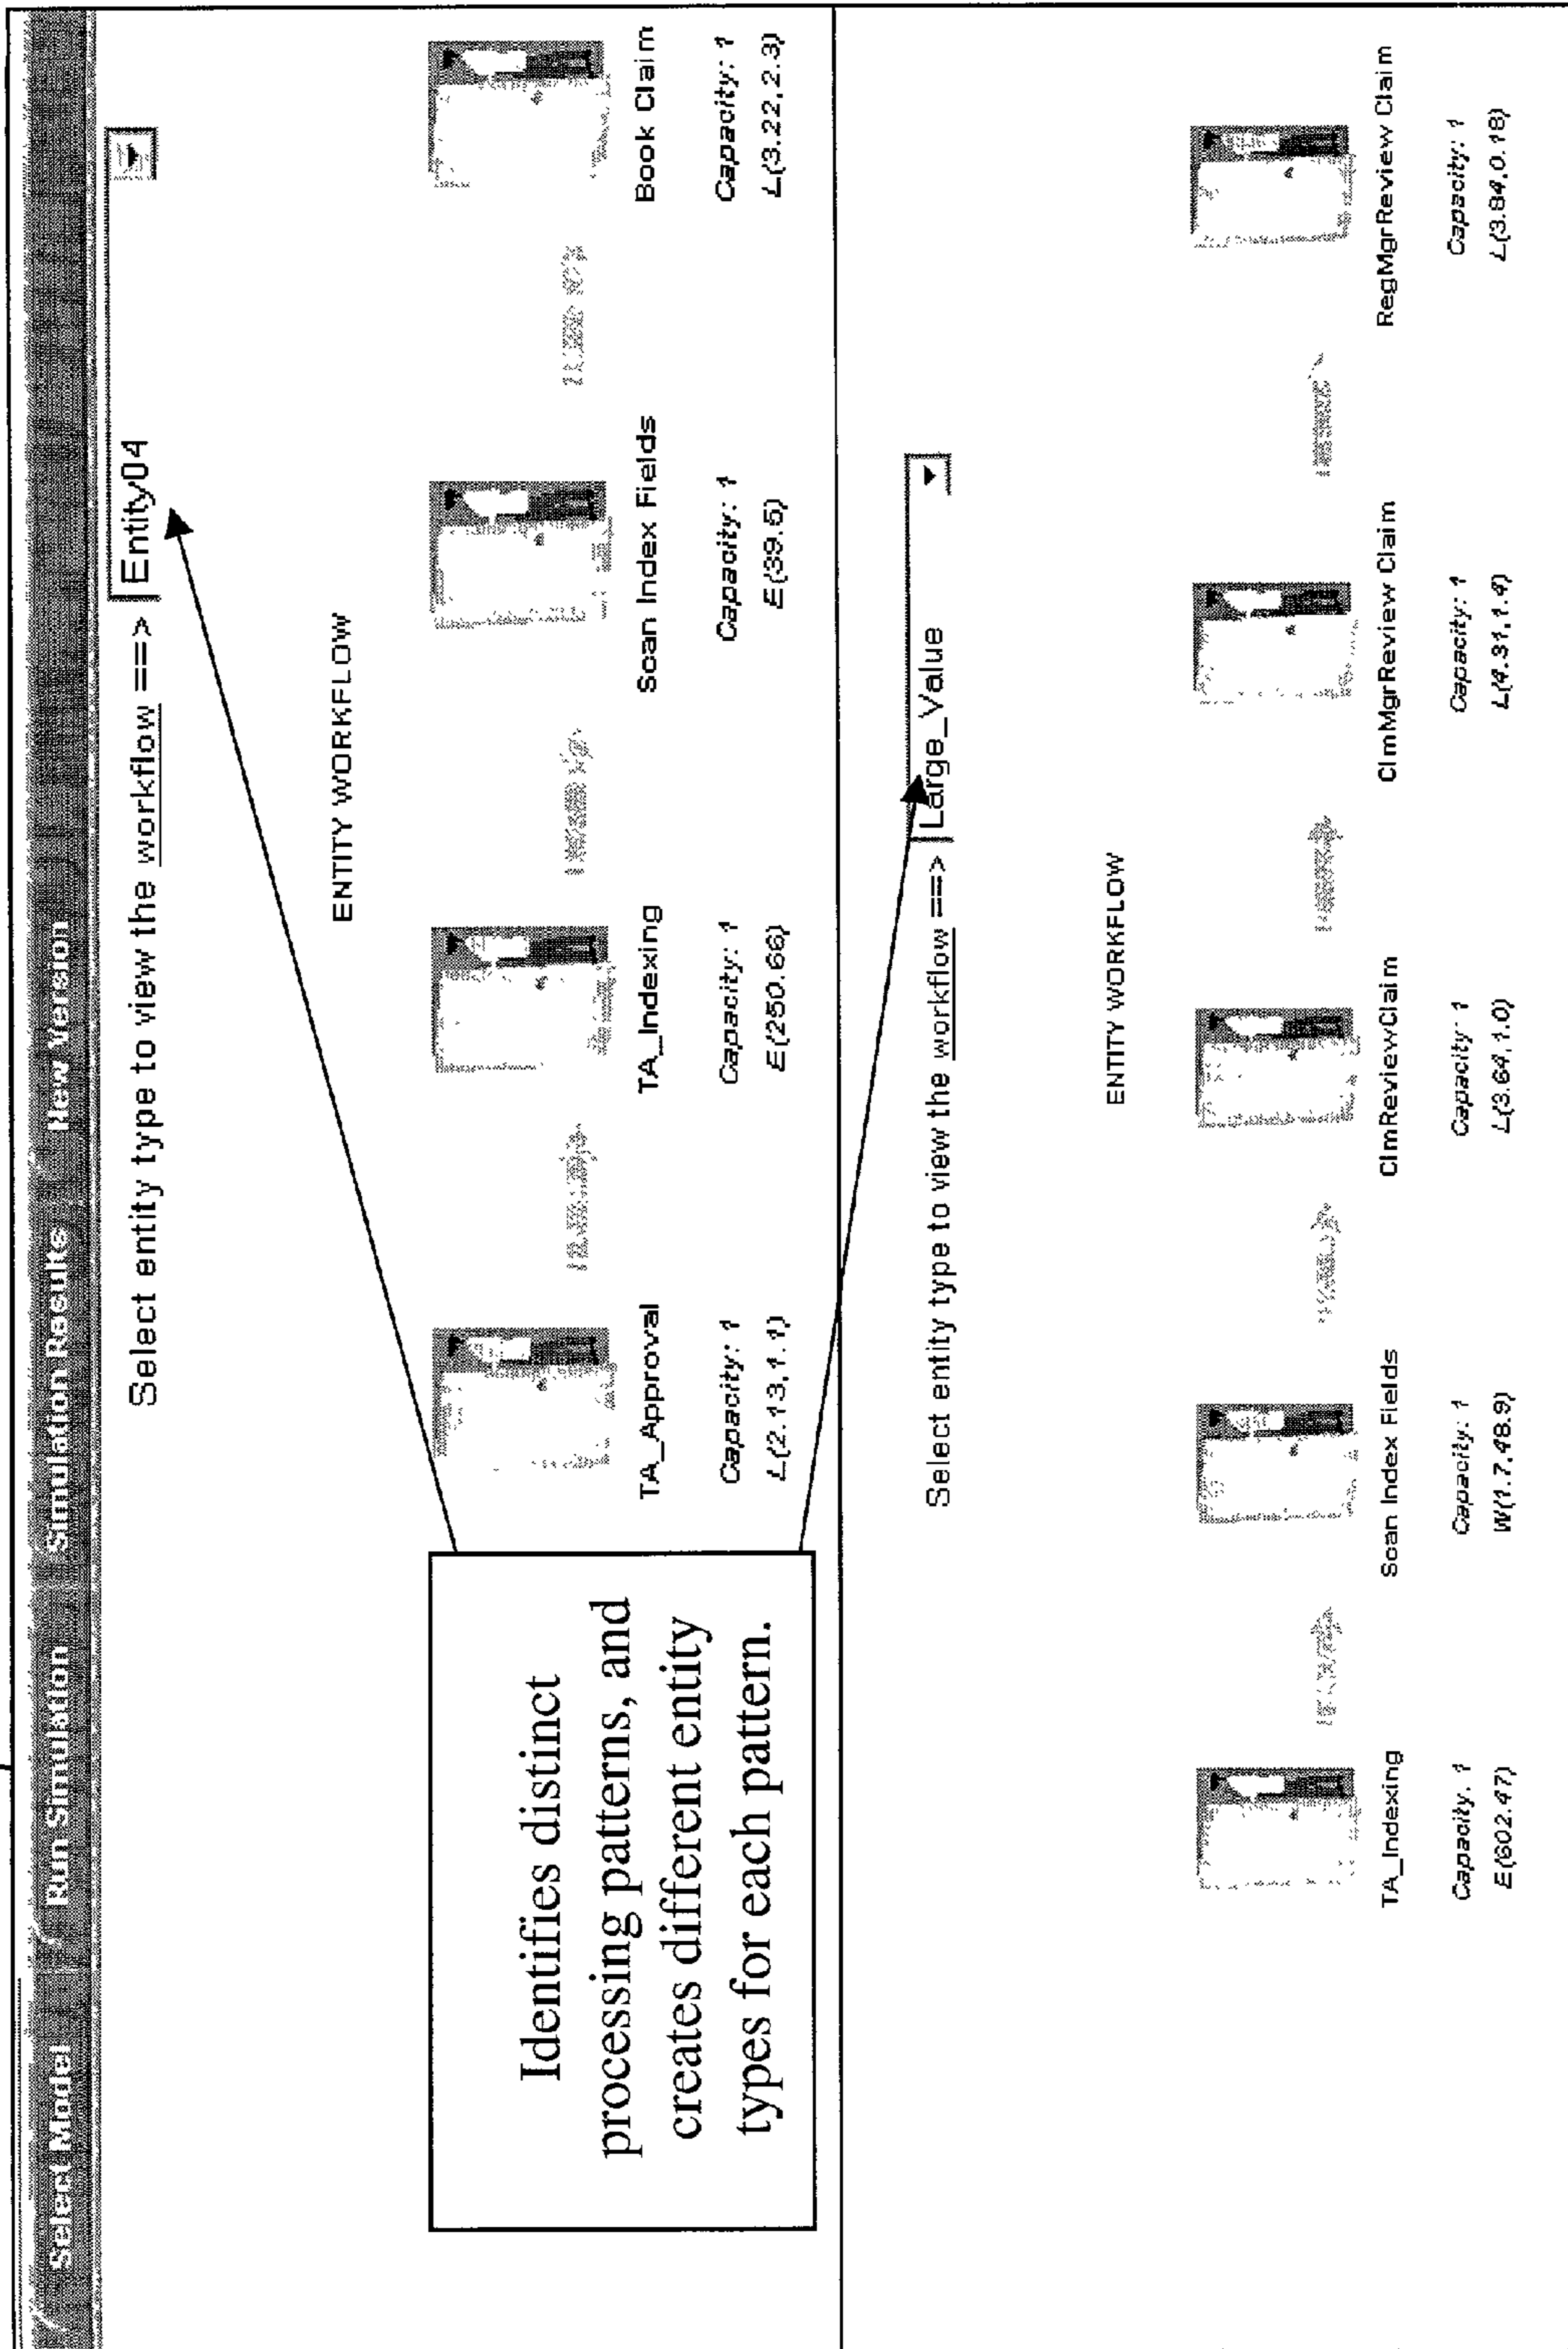 Select Model Run Simulation Simulation Results New Version
Select entity type to view the workflow ==> Entity04
ENTITY WORKFLOW
TA_Approval TA_Indexing Scan Index Fields Book Claim
Capacity: 1 Capacity: 1 Capacity: 1 Capacity: 1
L(2.13,1.1) E(250.66) E(39.5) L(3.22,2.3)
Identifies distinct
processing patterns, and
creates different entity
types for each pattern.
Select entity type to view the workflow ==> Large_Value
ENTITY WORKFLOW
TA_Indexing Scan Index Fields ClmReviewClaim ClmMgrReview Claim RegMgrReview Claim
Capacity. 1 Capacity: 1 Capacity 1 Capacity: 1 Capacity: 1
E(602.47) W(1.7,48.9) L(3.64,1.0) L(4.31,1.4) L(3.84,0.18)